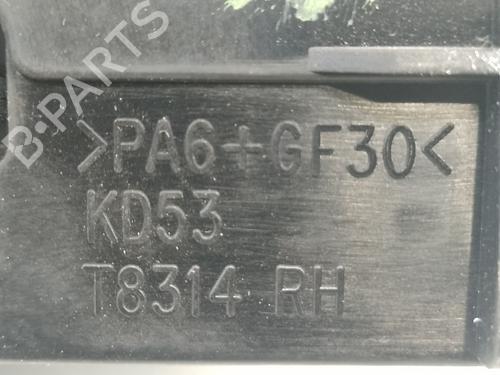 B-PARTS
>PA6+GF30<
KD53
T8314 RH